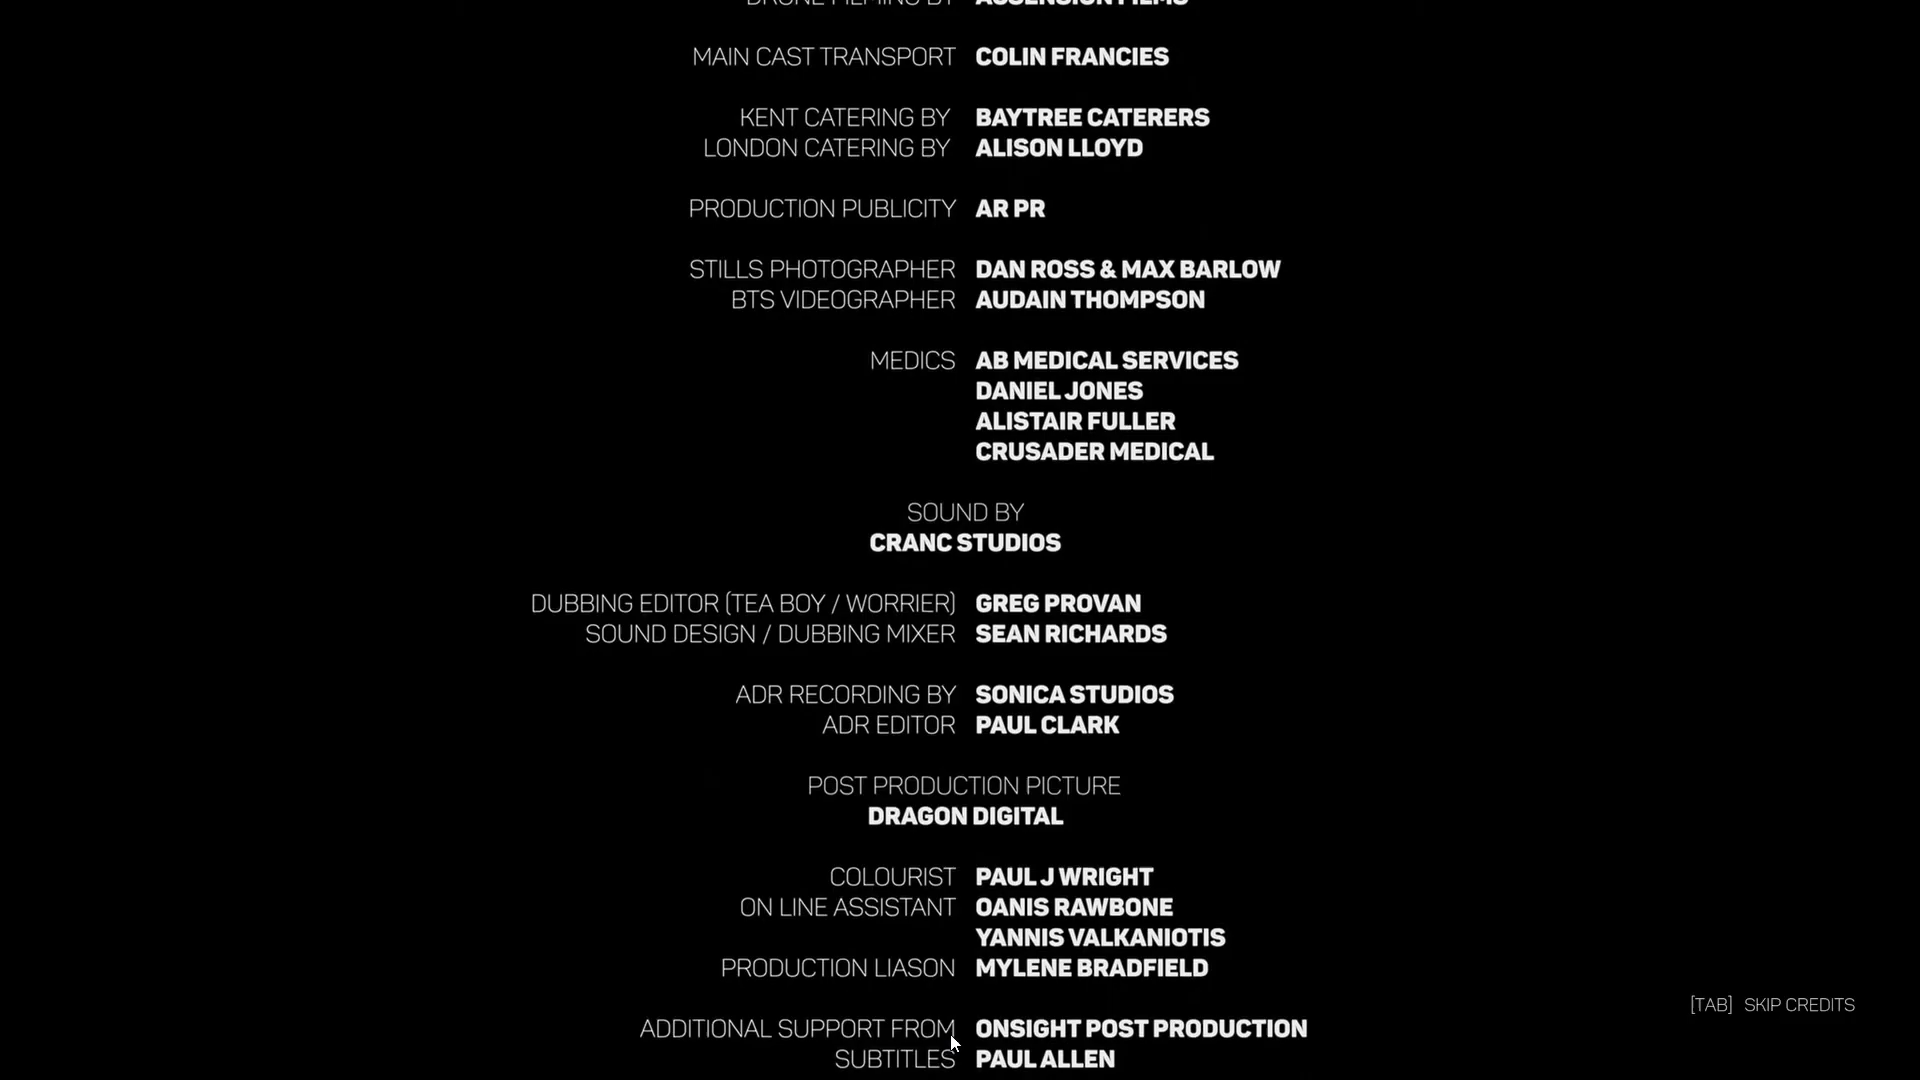 DRONE FILMING BY ASCENSION FILMS
MAIN CAST TRANSPORT COLIN FRANCIES
KENT CATERING BY BAYTREE CATERERS
LONDON CATERING BY ALISON LLOYD
PRODUCTION PUBLICITY AR PR
STILLS PHOTOGRAPHER DAN ROSS & MAX BARLOW
BTS VIDEOGRAPHER AUDAIN THOMPSON
MEDICS AB MEDICAL SERVICES
DANIEL JONES
ALISTAIR FULLER
CRUSADER MEDICAL
SOUND BY
CRANC STUDIOS
DUBBING EDITOR (TEA BOY / WORRIER) GREG PROVAN
SOUND DESIGN / DUBBING MIXER SEAN RICHARDS
ADR RECORDING BY SONICA STUDIOS
ADR EDITOR PAUL CLARK
POST PRODUCTION PICTURE
DRAGON DIGITAL
COLOURIST PAUL J WRIGHT
ON LINE ASSISTANT OANIS RAWBONE
YANNIS VALKANIOTIS
PRODUCTION LIASON MYLENE BRADFIELD
[TAB] SKIP CREDITS
ADDITIONAL SUPPORT FROM ONSIGHT POST PRODUCTION
SUBTITLES PAUL ALLEN